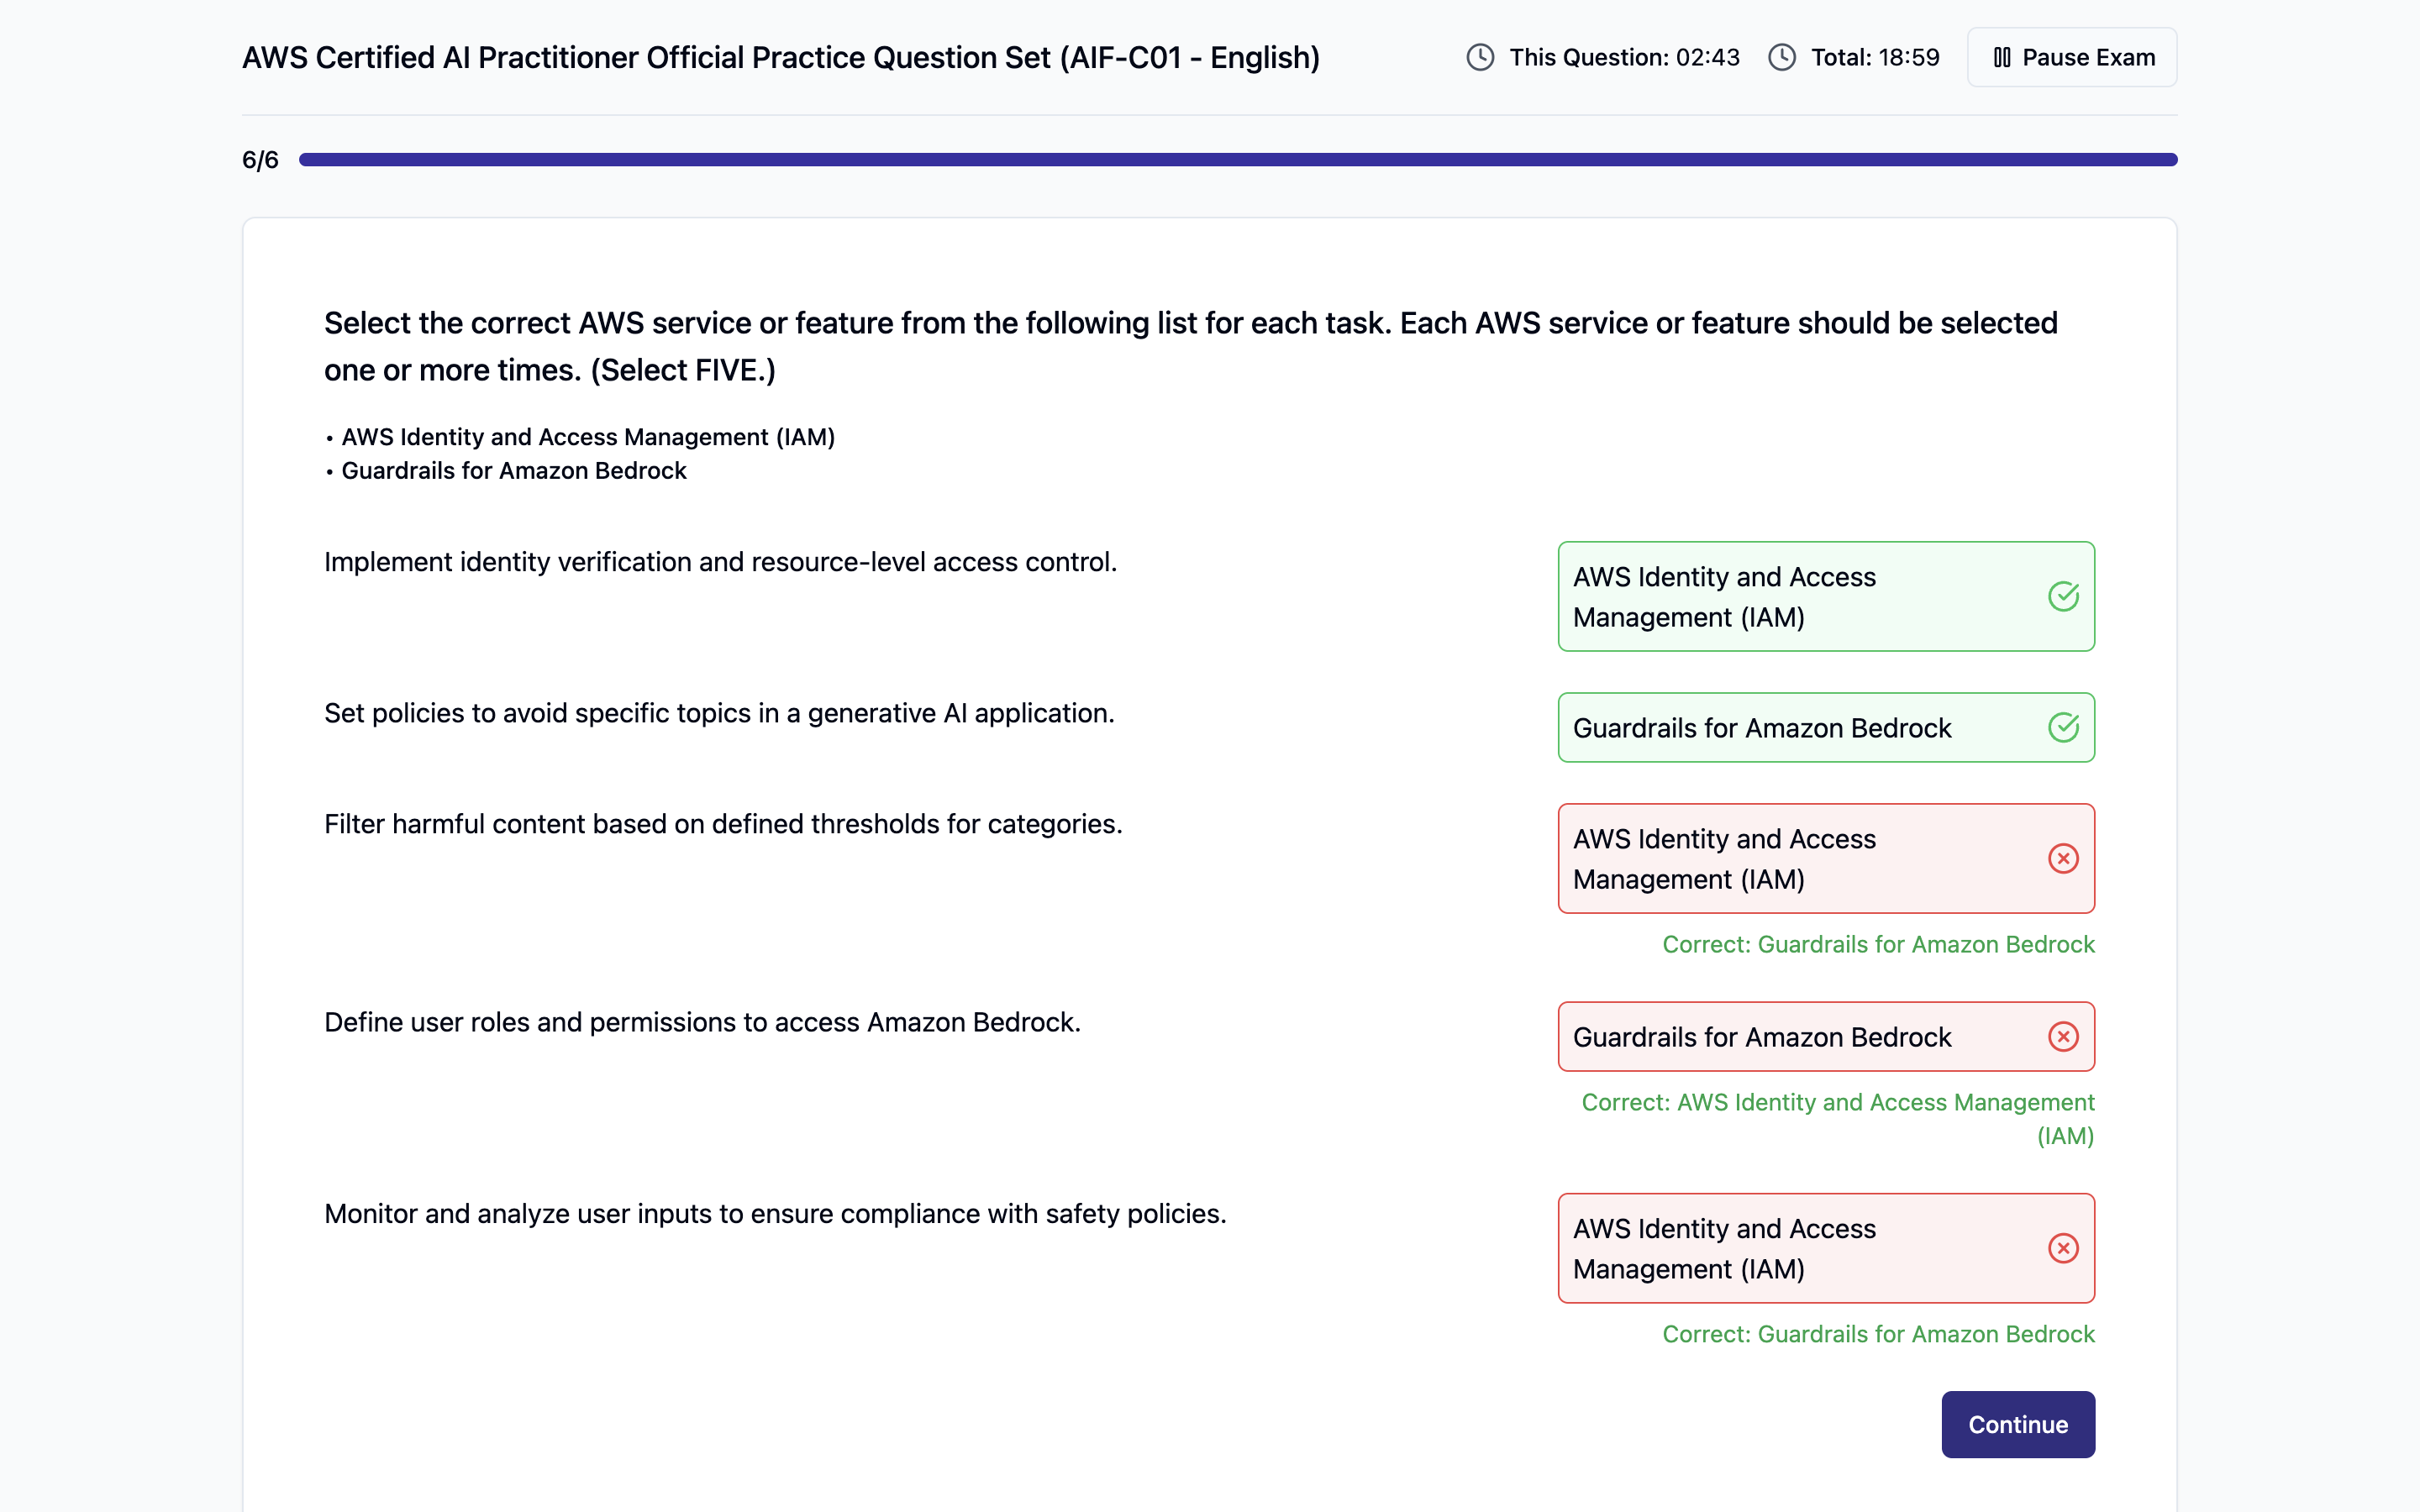 AWS Certified AI Practitioner Official Practice Question Set (AIF-C01 - English)
This Question: 02:43
Total: 18:59
Pause Exam
6/6
Select the correct AWS service or feature from the following list for each task. Each AWS service or feature should be selected
one or more times. (Select FIVE.)
• AWS Identity and Access Management (IAM)
• Guardrails for Amazon Bedrock
Implement identity verification and resource-level access control.
AWS Identity and Access
Management (IAM)
Set policies to avoid specific topics in a generative AI application.
Guardrails for Amazon Bedrock
Filter harmful content based on defined thresholds for categories.
AWS Identity and Access
Management (IAM)
Correct: Guardrails for Amazon Bedrock
Define user roles and permissions to access Amazon Bedrock.
Guardrails for Amazon Bedrock
Correct: AWS Identity and Access Management
(IAM)
Monitor and analyze user inputs to ensure compliance with safety policies.
AWS Identity and Access
Management (IAM)
Correct: Guardrails for Amazon Bedrock
Continue